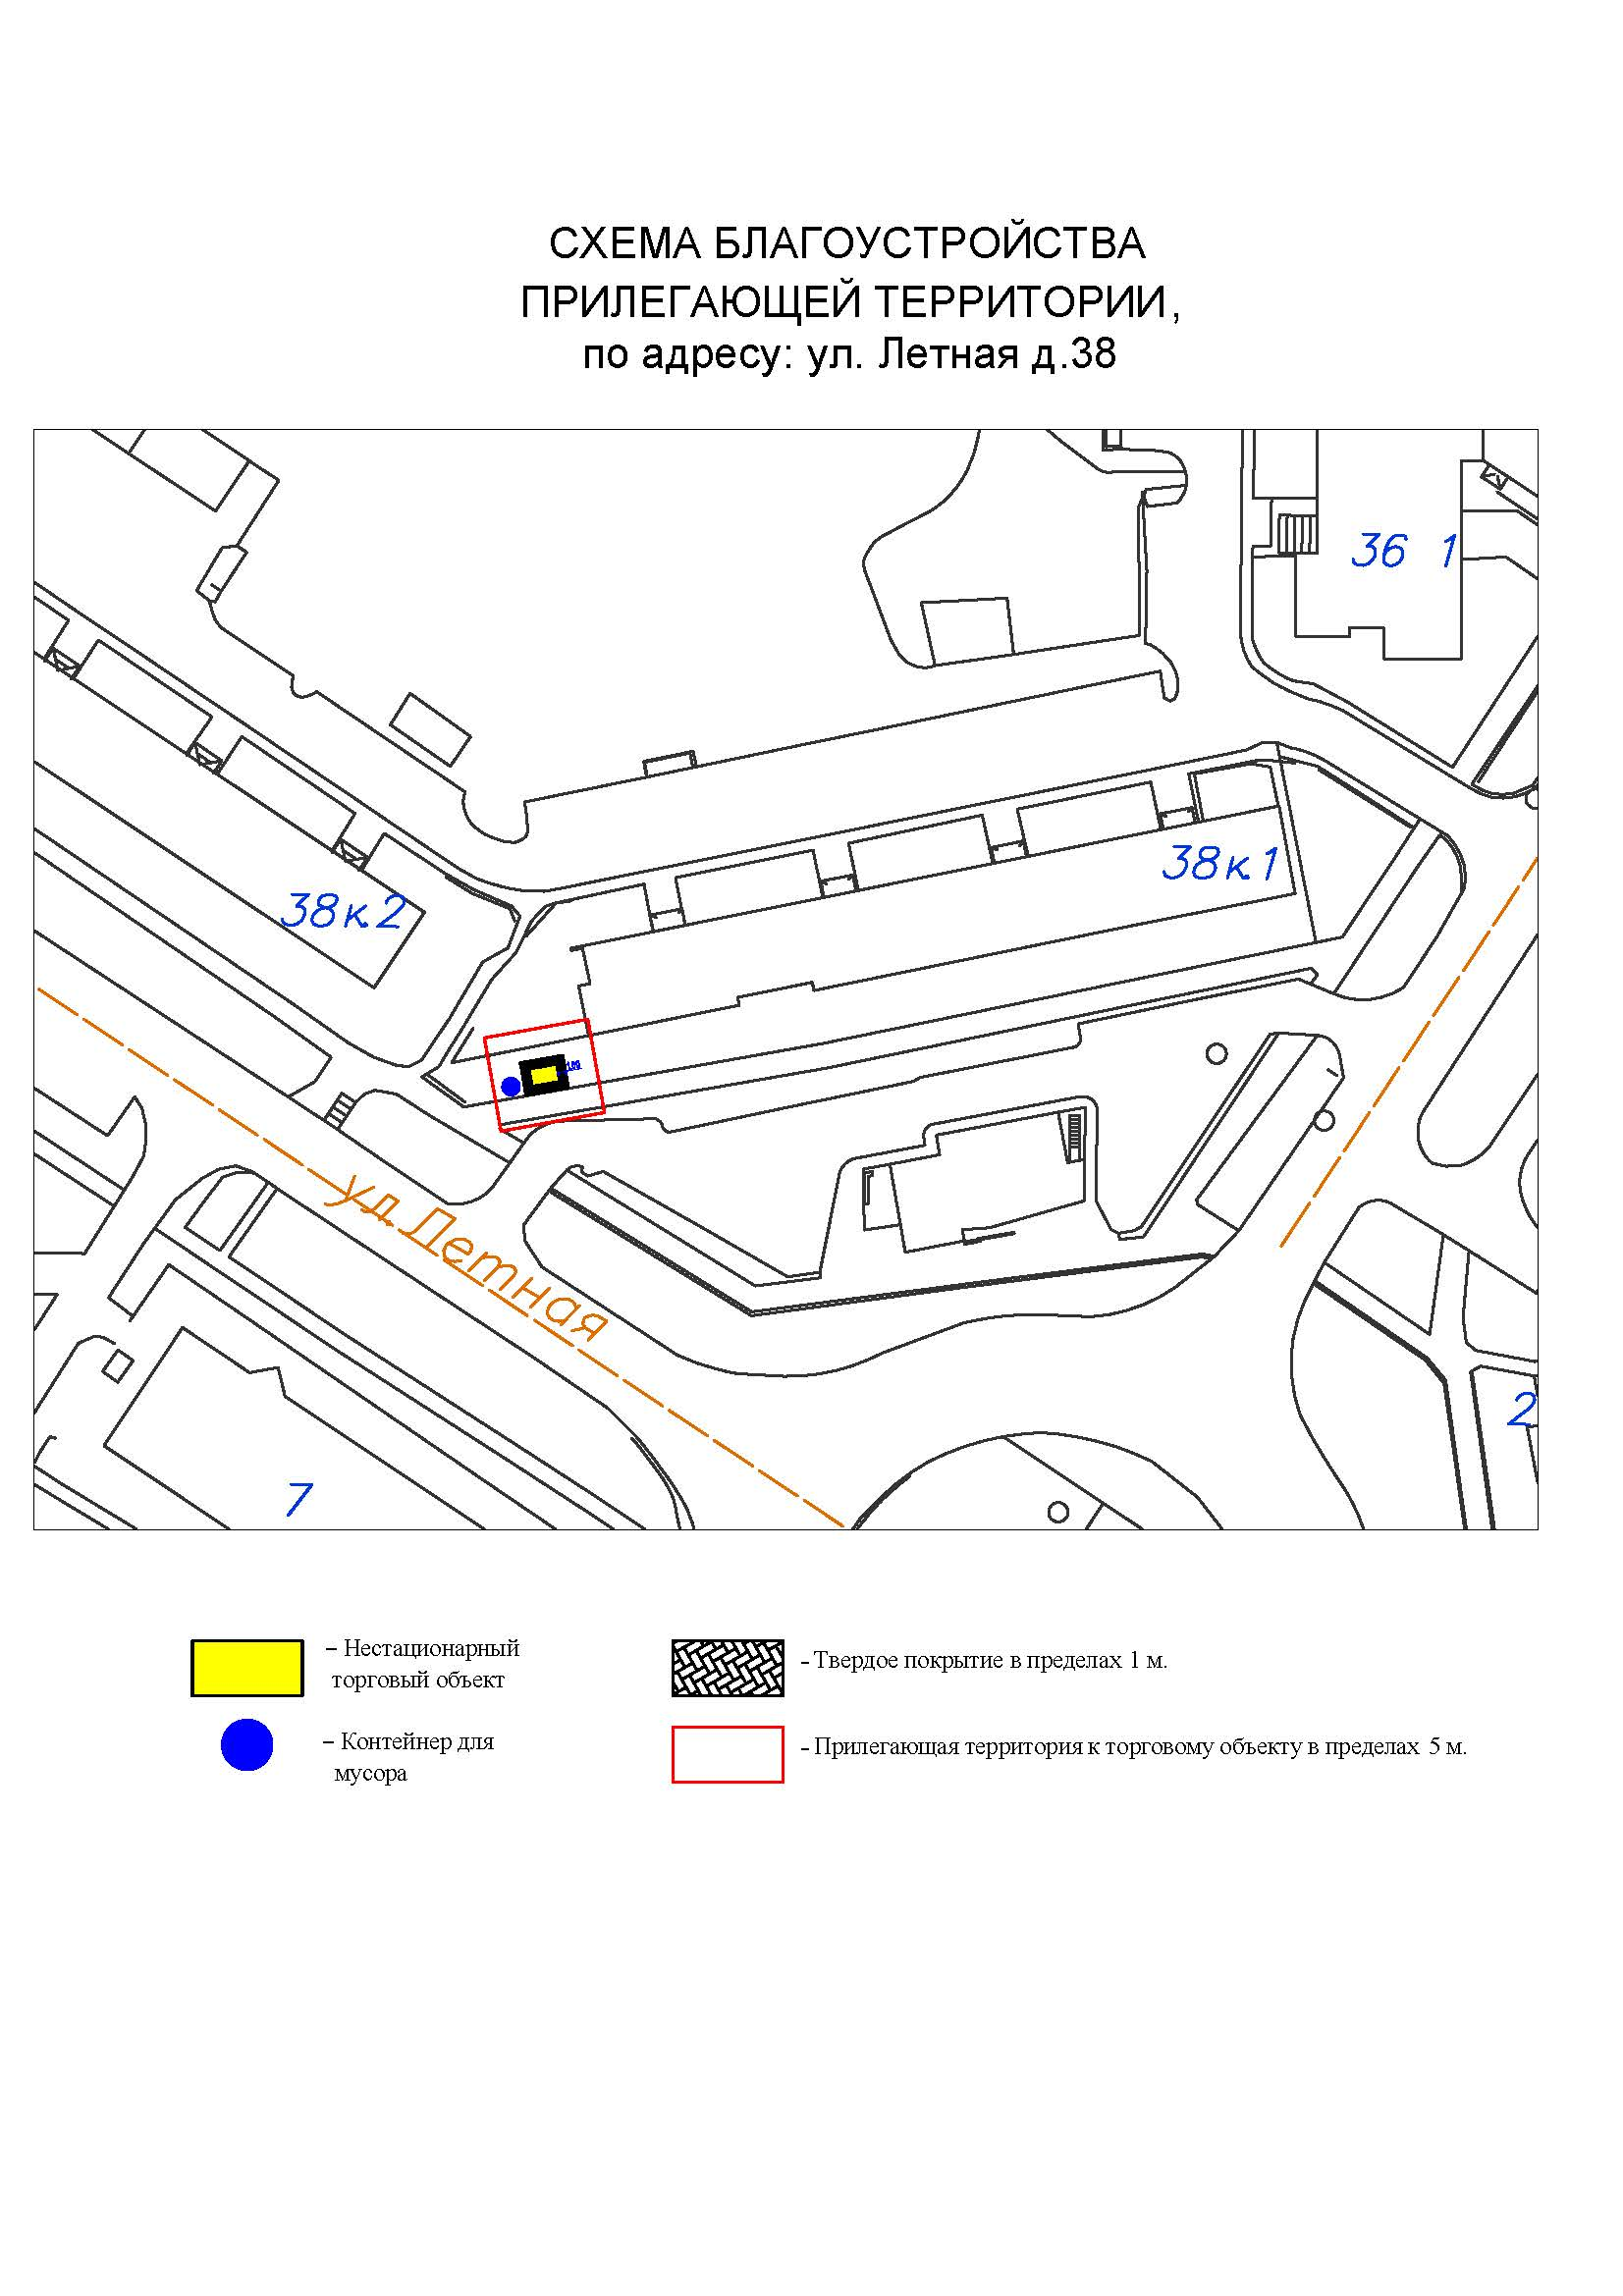 СХЕМА БЛАГОУСТРОЙСТВА
ПРИЛЕГАЮЩЕЙ ТЕРРИТОРИИ,
по адресу: ул. Летная д.38
36 1
38к.1
38к.2
ул Летная
2
7
– Нестационарный
торговый объект
- Твердое покрытие в пределах 1 м.
– Контейнер для
мусора
- Прилегающая территория к торговому объекту в пределах 5 м.